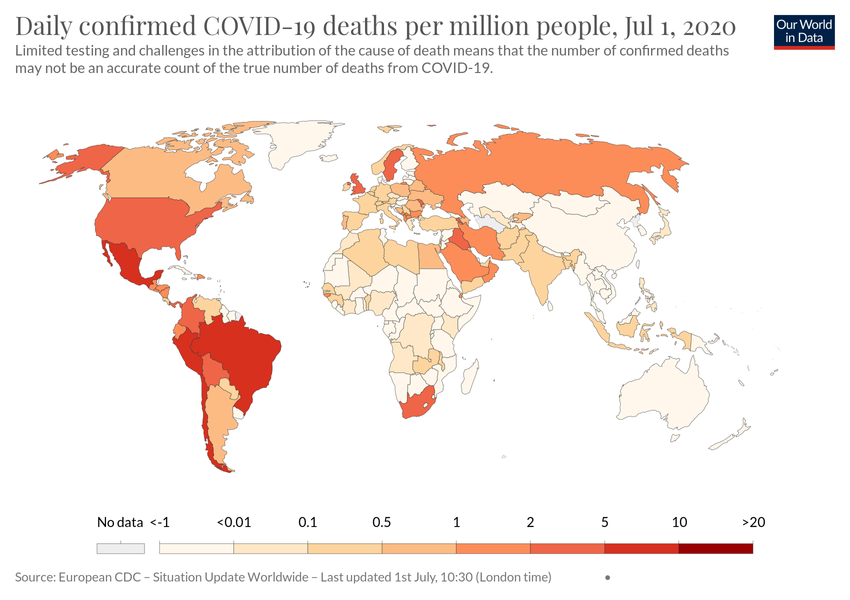 Daily confirmed COVID-19 deaths per million people, Jul 1, 2020
Our World
in Data
Limited testing and challenges in the attribution of the cause of death means that the number of confirmed deaths
may not be an accurate count of the true number of deaths from COVID-19.
No data <-1 <0.01 0.1 0.5 1 2 5 10 >20
Source: European CDC – Situation Update Worldwide – Last updated 1st July, 10:30 (London time)